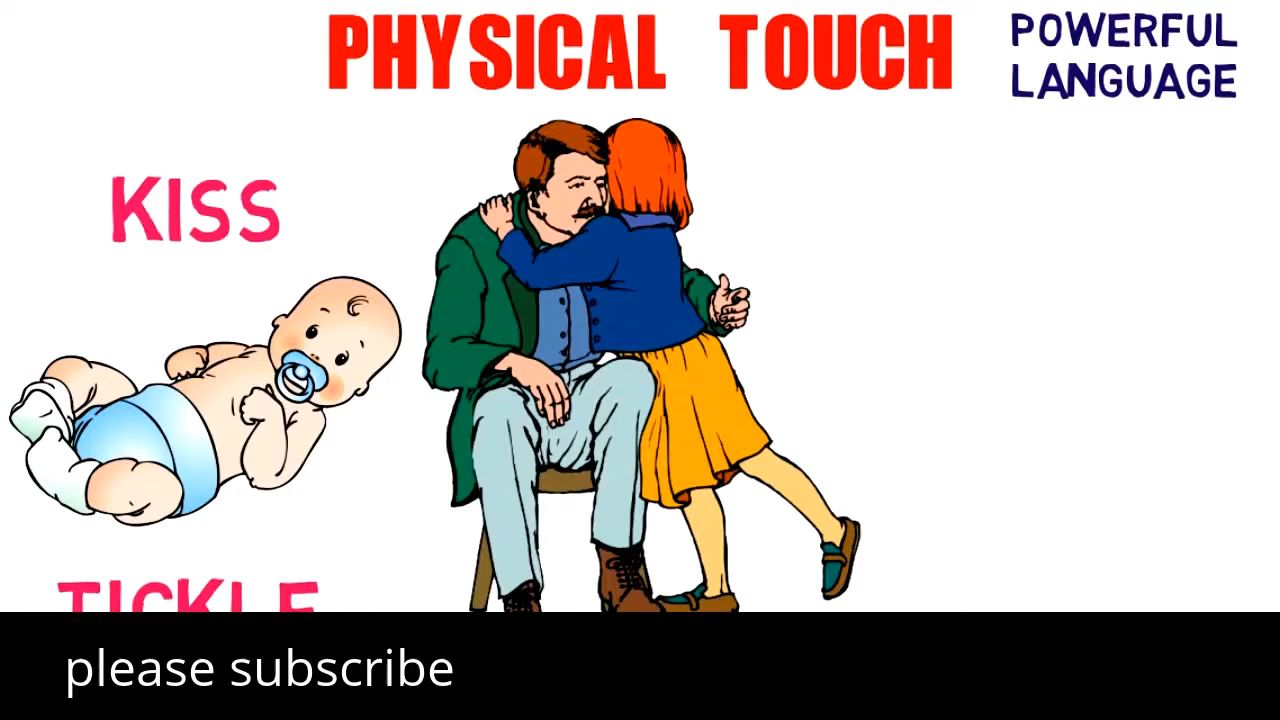 PHYSICAL TOUCH
POWERFUL
LANGUAGE
KISS
TICKLE
please subscribe